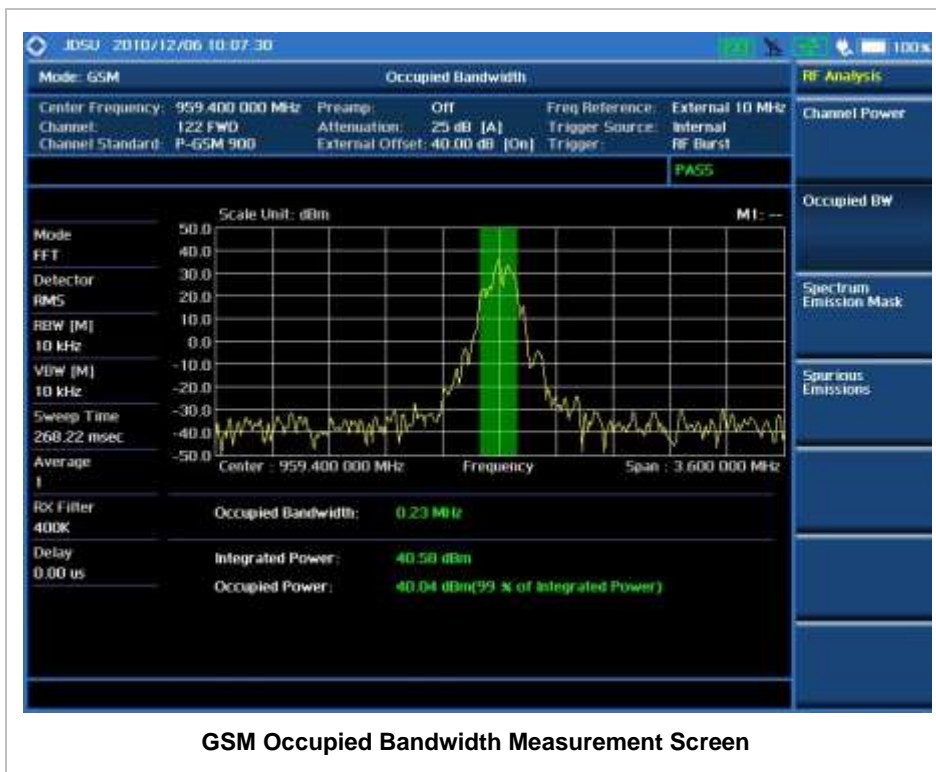 JDSU 2010/12/06 10:07:30 100%
Mode: GSM Occupied Bandwidth RF Analysis
Center Frequency: 959.400 000 MHz Preamp: Off Freq Reference: External 10 MHz
Channel: 122 FWD Attenuation: 25 dB [A] Trigger Source: Internal
Channel Standard: P-GSM 900 External Offset: 40.00 dB [On] Trigger: RF Burst
PASS
Channel Power
Occupied BW
Spectrum
Emission Mask
Spurious
Emissions
Scale Unit: dBm M1: --
Mode
FFT
Detector
RMS
RBW [M]
10 kHz
VBW [M]
10 kHz
Sweep Time
268.22 msec
Average
1
RX Filter
400K
Delay
0.00 us
50.0
40.0
30.0
20.0
10.0
0.0
-10.0
-20.0
-30.0
-40.0
-50.0
Center : 959.400 000 MHz Frequency Span : 3.600 000 MHz
Occupied Bandwidth: 0.23 MHz
Integrated Power: 40.58 dBm
Occupied Power: 40.04 dBm(99 % of Integrated Power)
GSM Occupied Bandwidth Measurement Screen